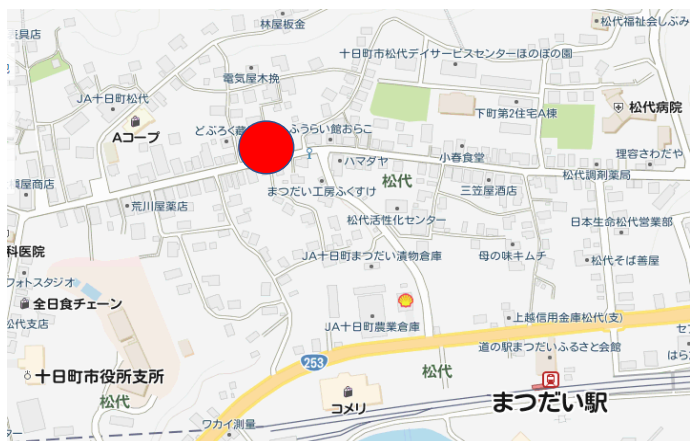 林屋板金
松代福祉会しぶみ
具店
十日町市松代デイサービスセンターほのぼの園
電気屋木挽
JA十日町松代
下町第2住宅A棟
松代病院
Aコープ
どぶろく蔵
ふうらい館おらこ
ハマダヤ
小春食堂
理容さわだや
屋商店
まつだい工房ふくすけ
松代
三笠屋酒店
松代調剤薬局
荒川屋薬店
松代活性化センター
日本生命松代営業部
科医院
JA十日町まつだい漬物倉庫
母の味キムチ
松代そば善屋
フォトスタジオ
全日食チェーン
松代支店
JA十日町農業倉庫
上越信用金庫松代(支)
セブ
道の駅まつだいふるさと会館
はら
253
十日町市役所支所
松代
松代
コメリ
まつだい駅
ター
ワカイ測量